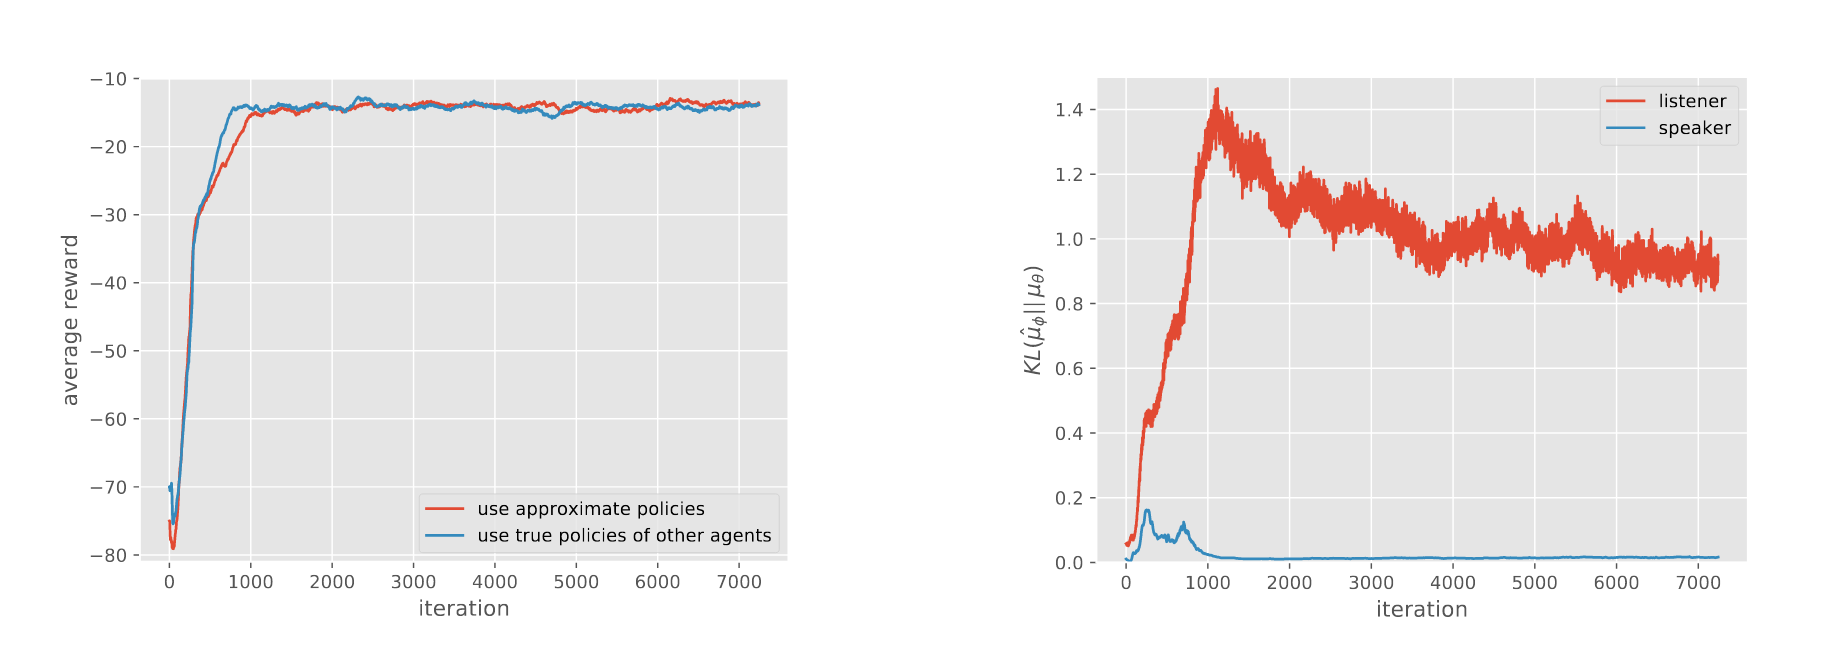 average reward
−10
−20
−30
−40
−50
−60
−70
−80
use approximate policies
use true policies of other agents
0 1000 2000 3000 4000 5000 6000 7000
iteration
KL(μ̂ϕ||μθ)
1.4
1.2
1.0
0.8
0.6
0.4
0.2
0.0
listener
speaker
0 1000 2000 3000 4000 5000 6000 7000
iteration